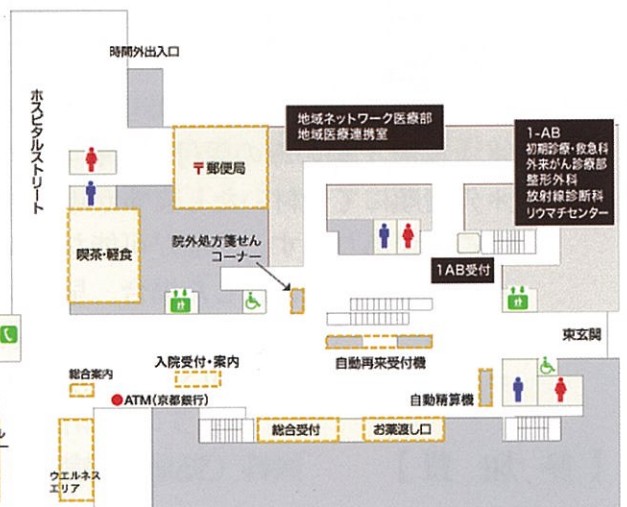 時間外出入口
ホスピタルストリート
〒郵便局
地域ネットワーク医療部
地域医療連携室
1-AB
初期診療・救急科
外来がん診療部
整形外科
放射線診断科
リウマチセンター
喫茶・軽食
院外処方箋せん
コーナー
1AB受付
東玄関
自動再来受付機
入院受付・案内
総合案内
ATM(京都銀行)
自動精算機
総合受付
お薬渡し口
ウエルネス
エリア